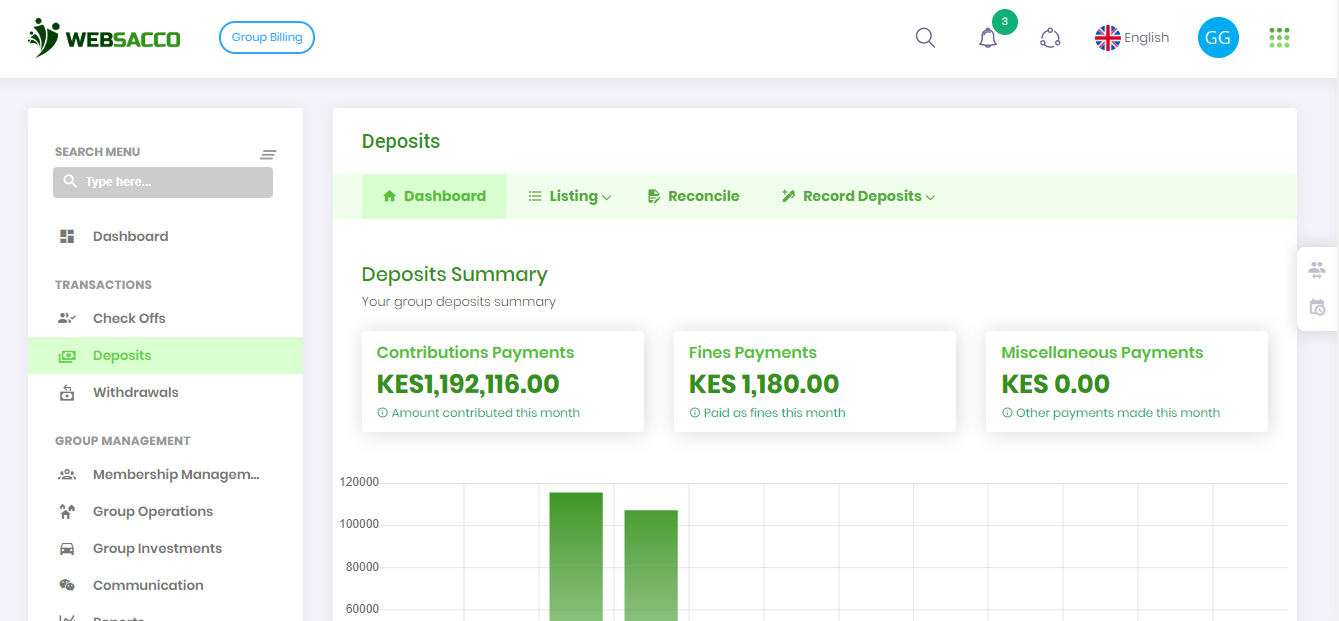 WEBSACCO
Group Billing
3
English
GG
SEARCH MENU
Type here...
Dashboard
TRANSACTIONS
Check Offs
Deposits
Withdrawals
GROUP MANAGEMENT
Membership Managem...
Group Operations
Group Investments
Communication
Reports
Deposits
Dashboard
Listing
Reconcile
Record Deposits
Deposits Summary
Your group deposits summary
Contributions Payments
KES1,192,116.00
Amount contributed this month
Fines Payments
KES 1,180.00
Paid as fines this month
Miscellaneous Payments
KES 0.00
Other payments made this month
120000
100000
80000
60000